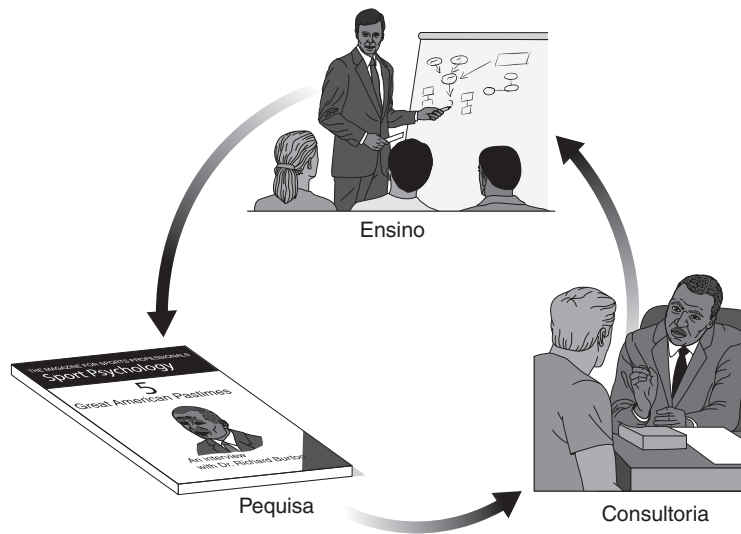 Ensino
THE MAGAZINE FOR SPORTS PROFESSIONALS
Sport Psychology
5
Great American Pastimes
An Interview
with Dr. Richard Burton
Pequisa
Consultoria